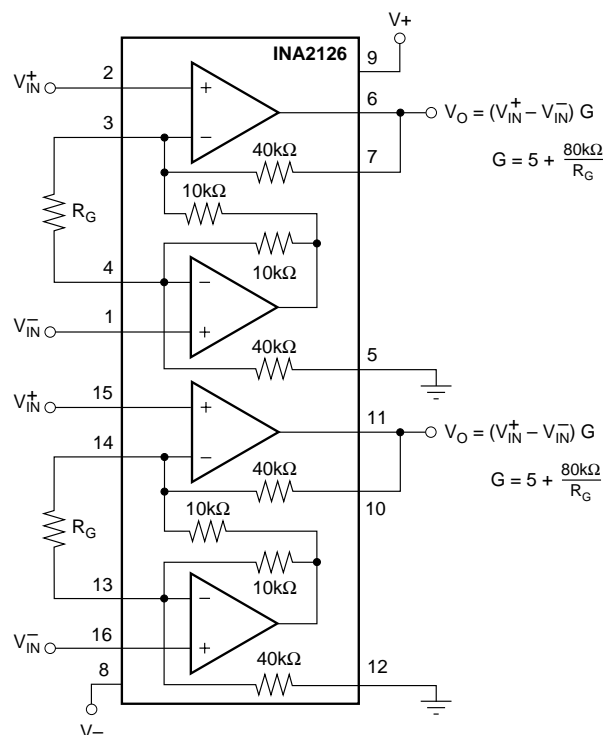 V+
INA2126
9
V+IN
2
6
VO = (V+IN – V–IN) G
3
7
40kΩ
G = 5 + 80kΩ/RG
10kΩ
RG
4
10kΩ
V–IN
1
40kΩ
5
V+IN
15
11
VO = (V+IN – V–IN) G
14
40kΩ
10
G = 5 + 80kΩ/RG
10kΩ
RG
13
10kΩ
V–IN
16
40kΩ
12
8
V–